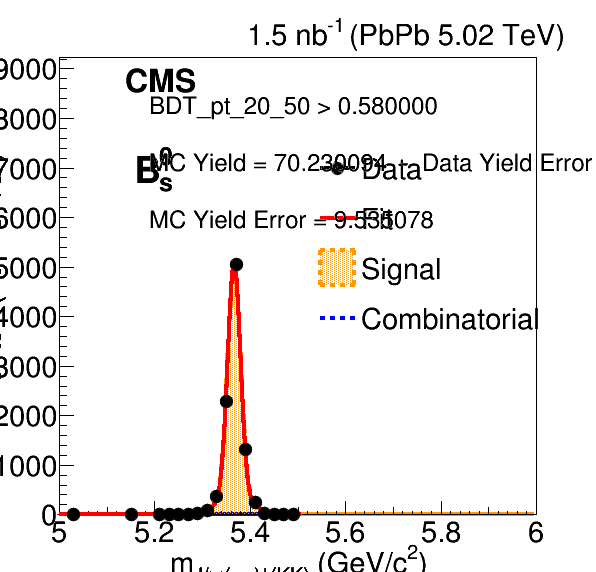 1.5 nb-1 (PbPb 5.02 TeV)
9000
CMS
BDT_pt_20_50 > 0.580000
8000
MC Yield = 70.230094 Data Yield Error
B0s
Data
7000
MC Yield Error = 9.535078
Fit
6000
5000
Signal
4000
Combinatorial
3000
2000
1000
0
5 5.2 5.4 5.6 5.8 6
(GeV/c2)